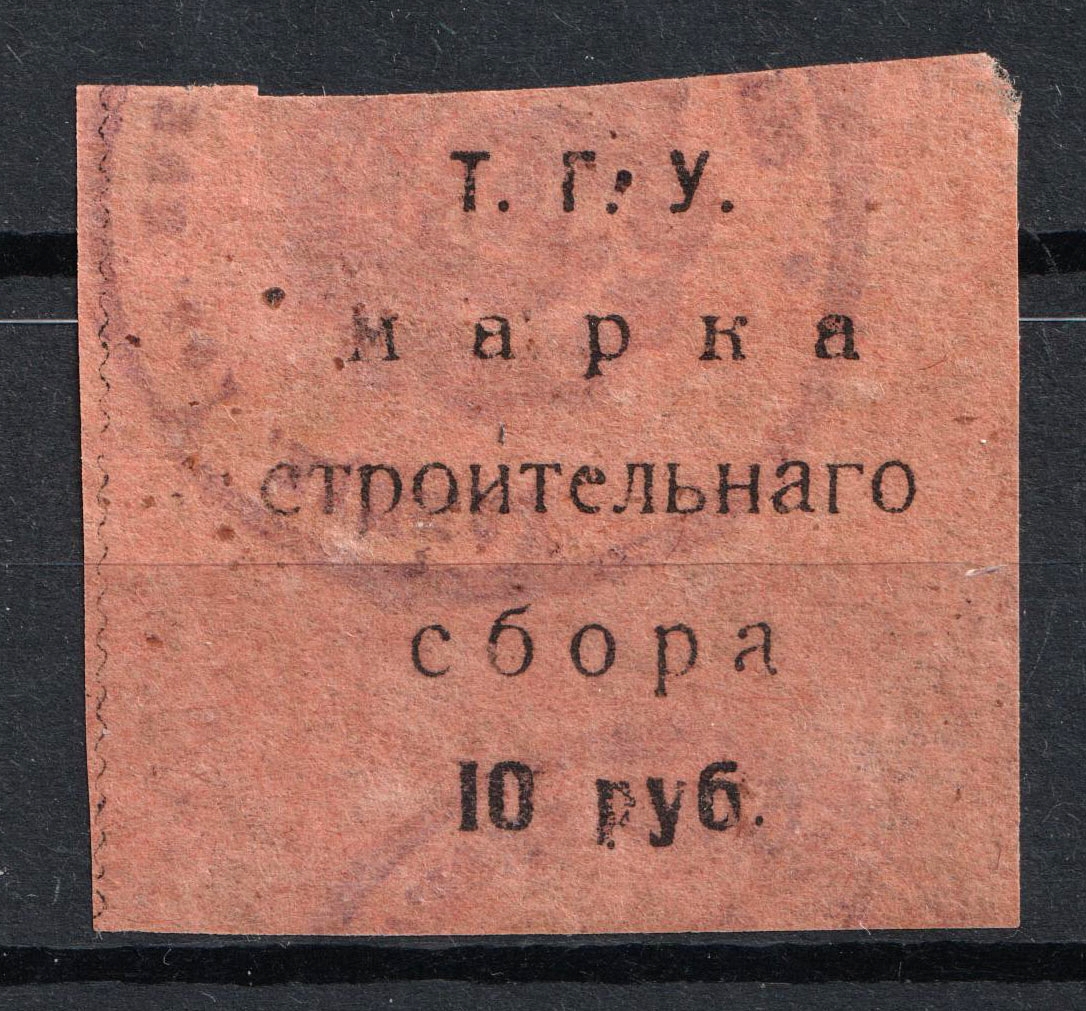 Т. Г. У.
марка
строительнаго
сбора
10 руб.